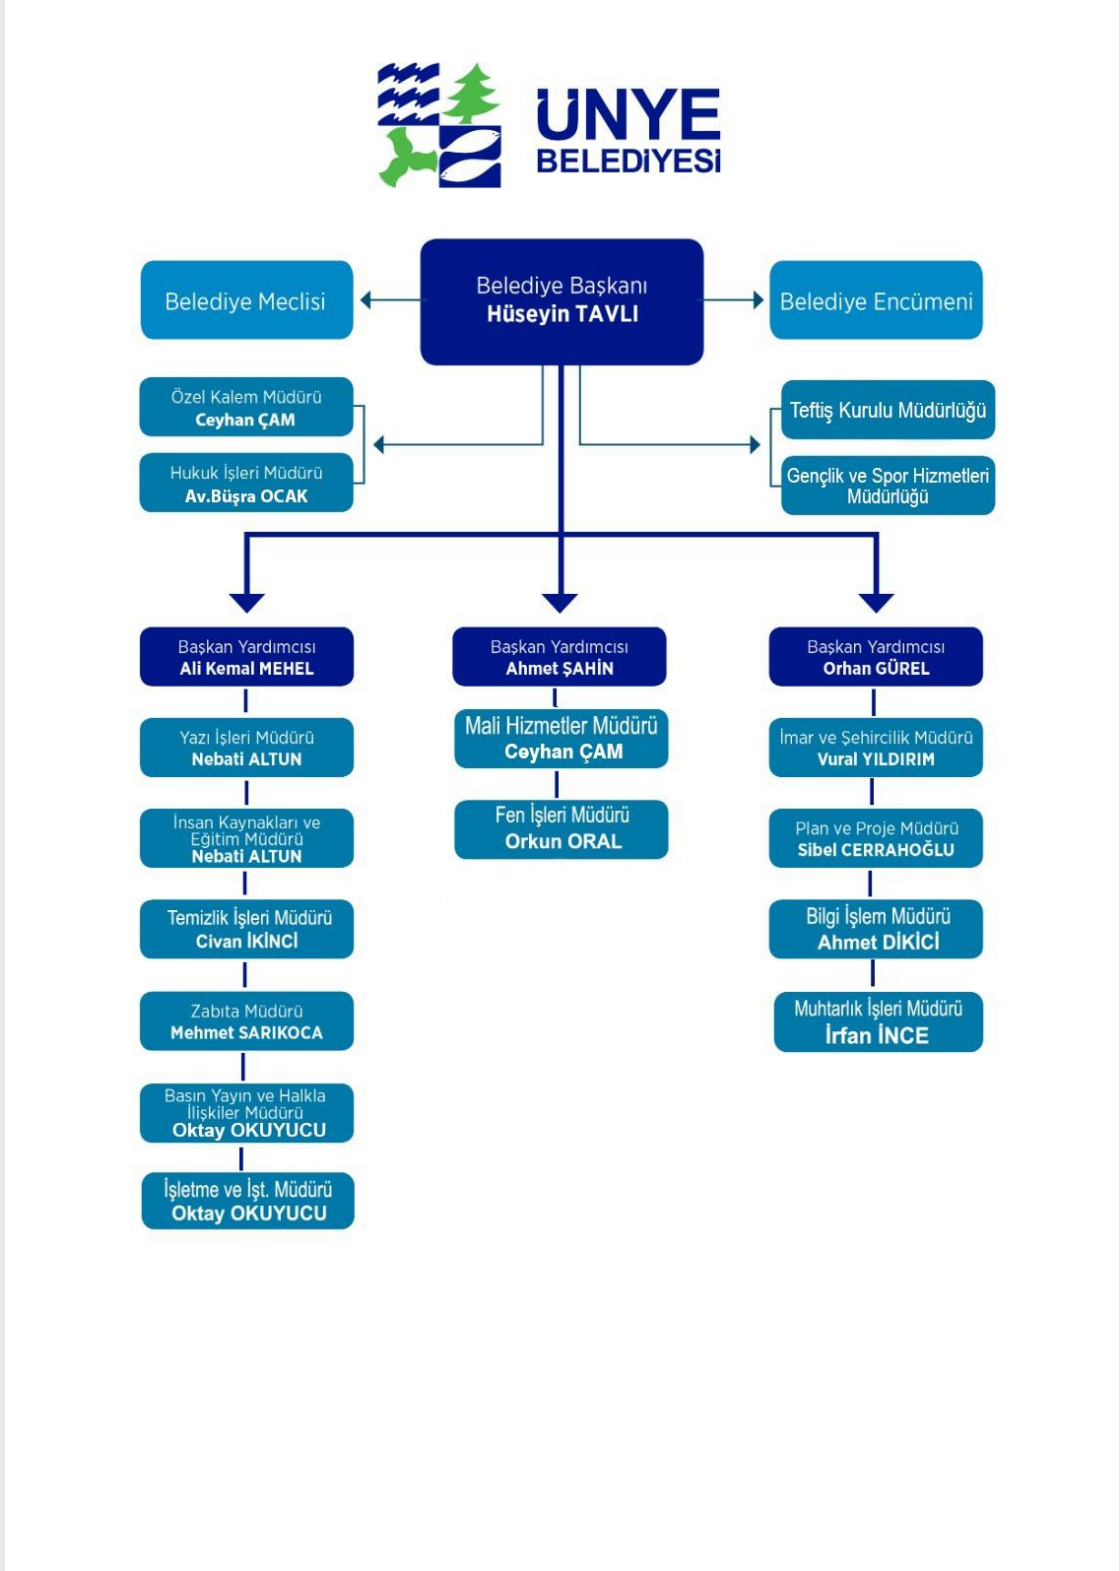 ÜNYE
BELEDİYESİ
Belediye Meclisi
Belediye Başkanı
Hüseyin TAVLI
Belediye Encümeni
Özel Kalem Müdürü
Ceyhan ÇAM
Hukuk İşleri Müdürü
Av.Büşra OCAK
Teftiş Kurulu Müdürlüğü
Gençlik ve Spor Hizmetleri
Müdürlüğü
Başkan Yardımcısı
Ali Kemal MEHEL
Yazı İşleri Müdürü
Nebati ALTUN
İnsan Kaynakları ve
Eğitim Müdürü
Nebati ALTUN
Temizlik İşleri Müdürü
Civan İKİNCİ
Zabıta Müdürü
Mehmet SARIKOCA
Basın Yayın ve Halkla
İlişkiler Müdürü
Oktay OKUYUCU
İşletme ve İşt. Müdürü
Oktay OKUYUCU
Başkan Yardımcısı
Ahmet ŞAHİN
Mali Hizmetler Müdürü
Ceyhan ÇAM
Fen İşleri Müdürü
Orkun ORAL
Başkan Yardımcısı
Orhan GÜREL
İmar ve Şehircilik Müdürü
Vural YILDIRIM
Plan ve Proje Müdürü
Sibel CERRAHOĞLU
Bilgi İşlem Müdürü
Ahmet DİKİCİ
Muhtarlık İşleri Müdürü
İrfan İNCE